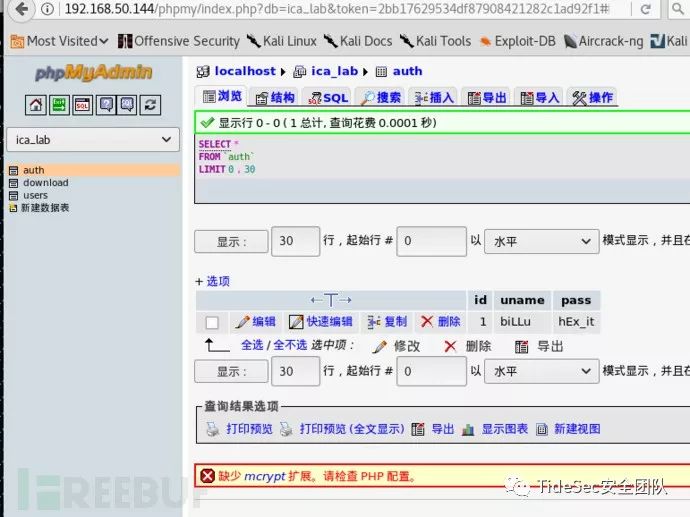 192.168.50.144/phpmy/index.php?db=ica_lab&token=2bb17629534df87908421282c1ad92f1#
搜索
Most Visited Offensive Security Kali Linux Kali Docs Kali Tools Exploit-DB Aircrack-ng Kali
phpMyAdmin
SQL
ica_lab
auth
download
users
新建数据表
localhost ica_lab auth
浏览 结构 SQL 搜索 插入 导出 导入 操作
显示行 0 - 0 ( 1 总计, 查询花费 0.0001 秒)
SELECT *
FROM `auth`
LIMIT 0 , 30
显示 : 30 行 , 起始行 # 0 以 水平 模式显示 , 并且在
+ 选项
←T→ id uname pass
编辑 快速编辑 复制 删除 1 biLLu hEx_it
全选 / 全不选 选中项 : 修改 删除 导出
显示 : 30 行 , 起始行 # 0 以 水平 模式显示 , 并且在
查询结果选项
打印预览 打印预览 (全文显示) 导出 显示图表 新建视图
缺少 mcrypt 扩展。请检查 PHP 配置。
FREEBUF
TideSec安全团队